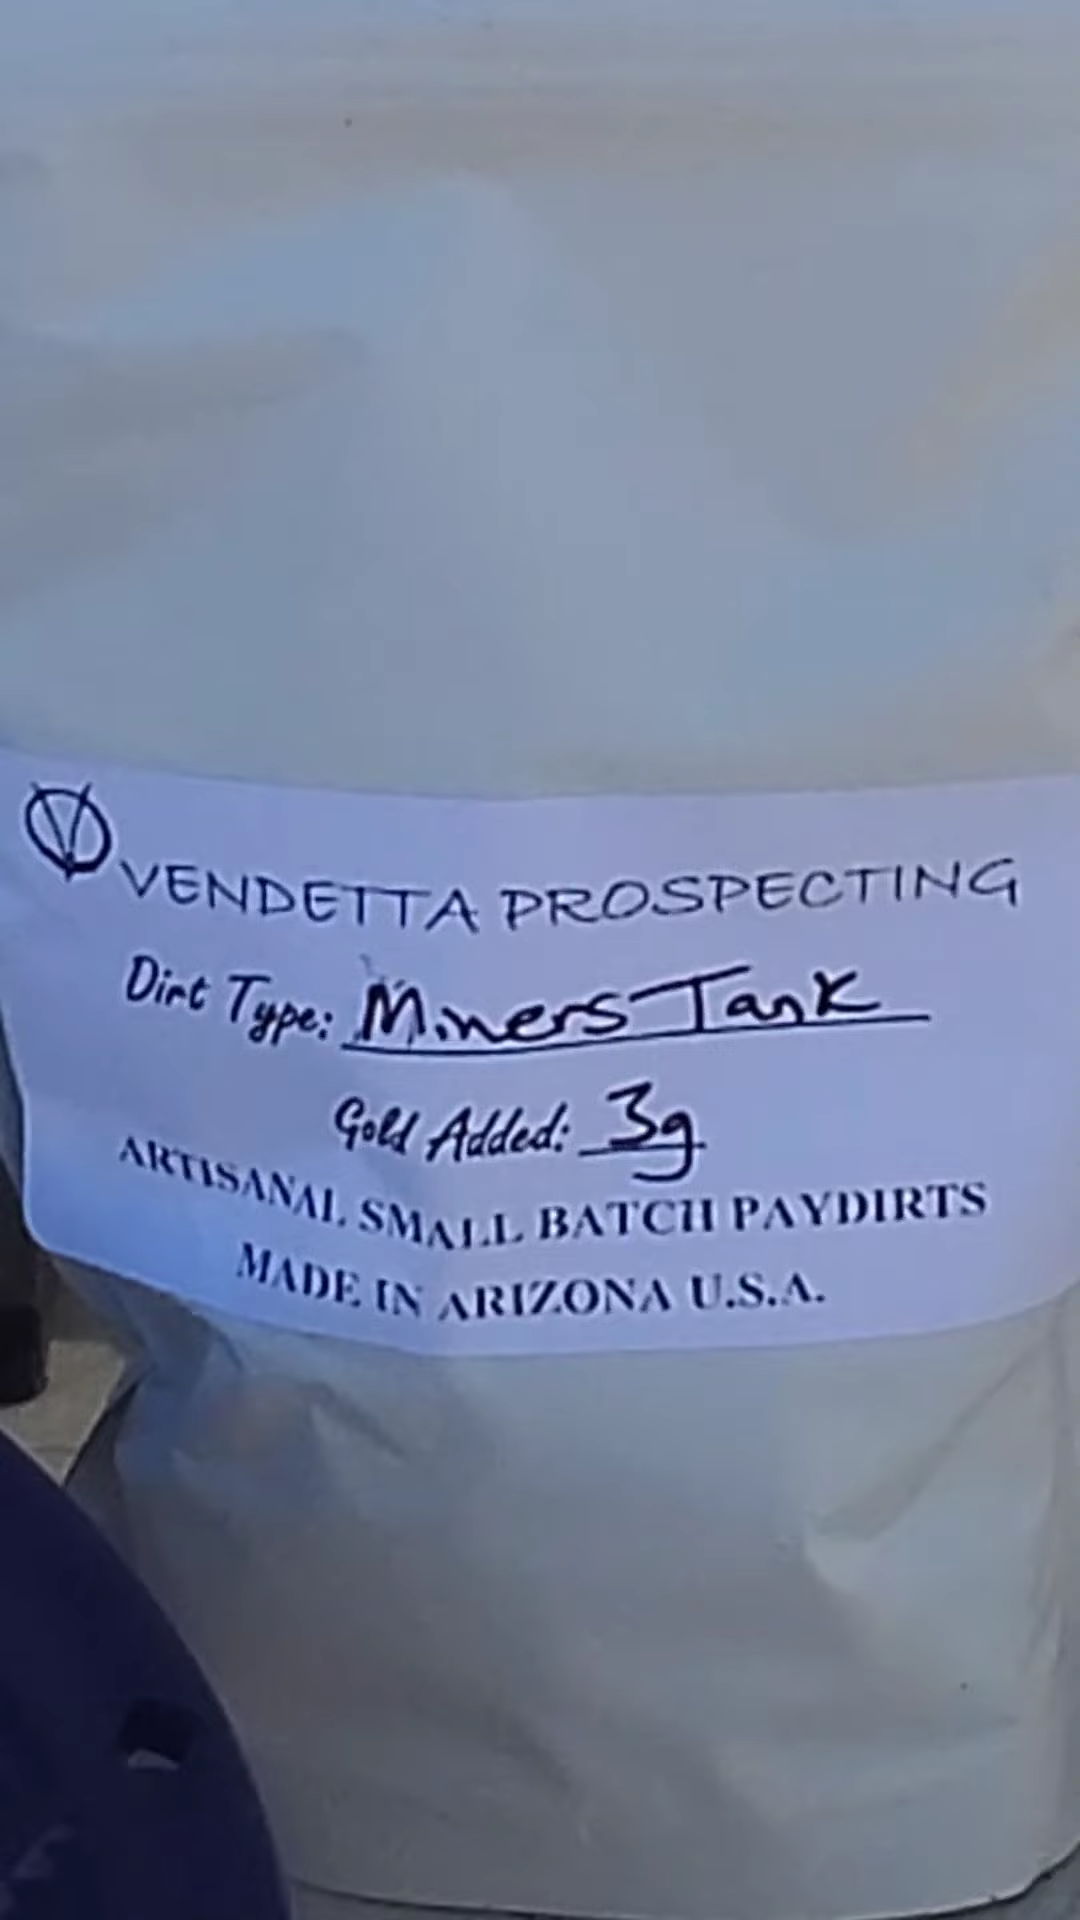 VENDETTA PROSPECTING
Dirt Type: Miners Tank
Gold Added: 3g
ARTISANAL SMALL BATCH PAYDIRTS
MADE IN ARIZONA U.S.A.